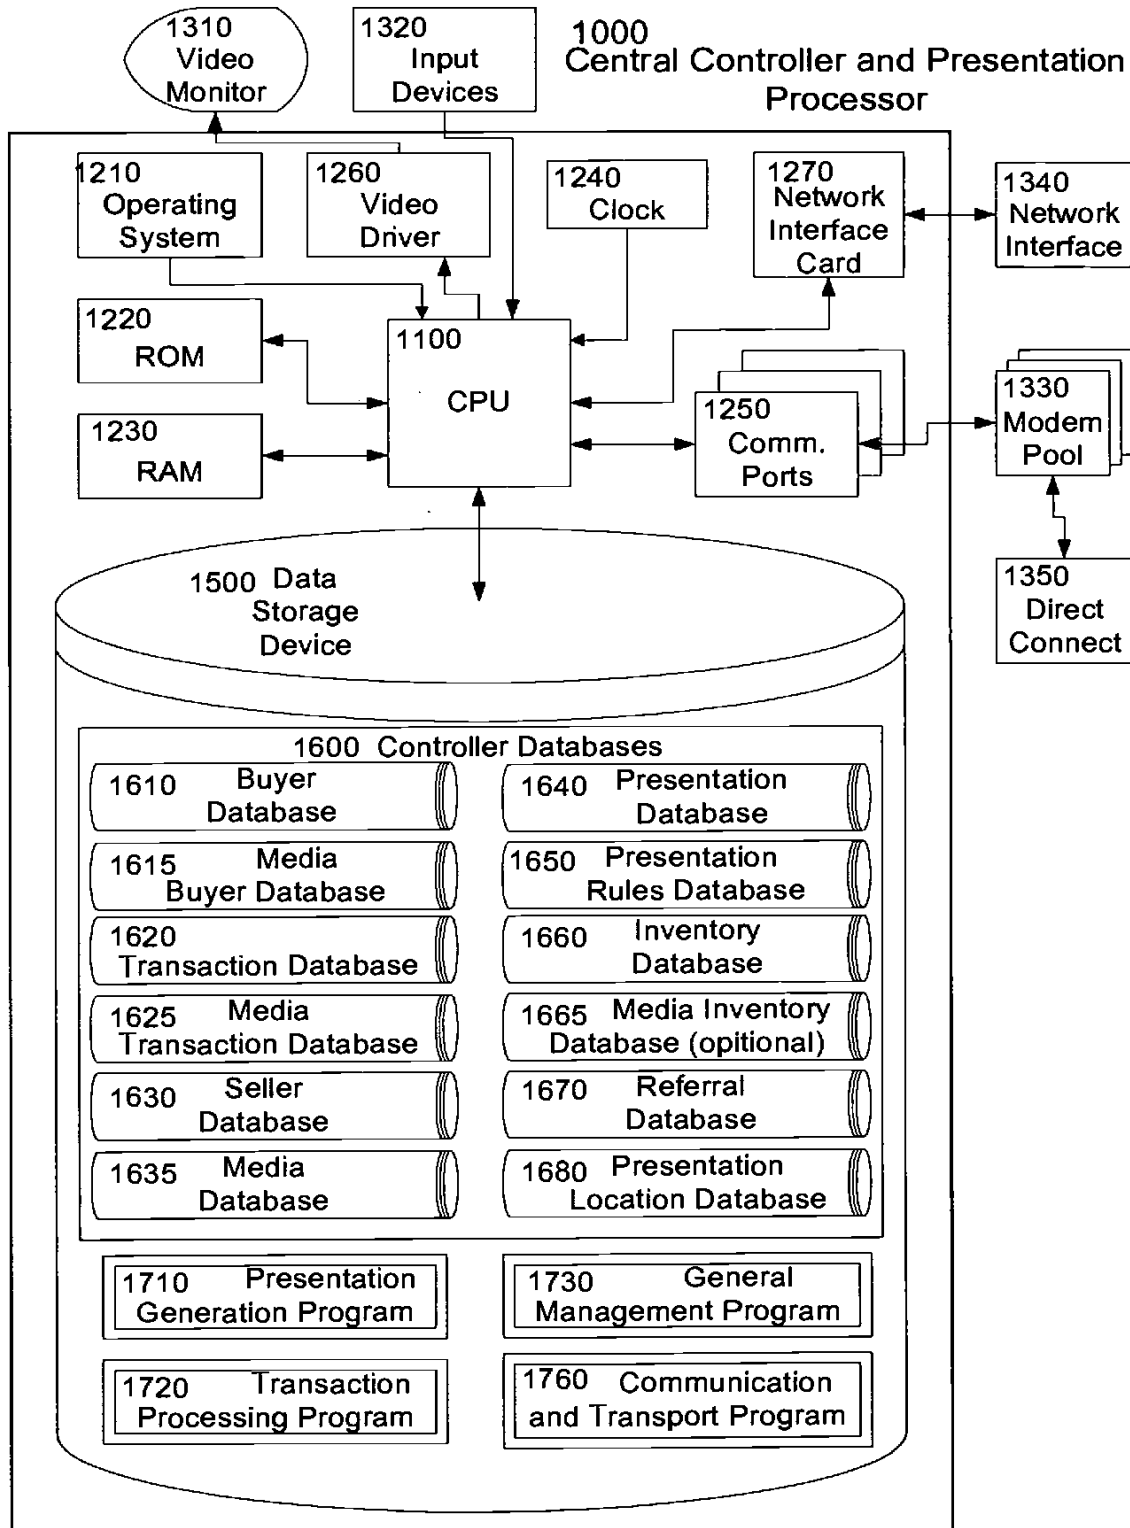 1310
Video
Monitor
1320
Input
Devices
1000
Central Controller and Presentation
Processor
1210
Operating
System
1260
Video
Driver
1240
Clock
1270
Network
Interface
Card
1340
Network
Interface
1220
ROM
1100
CPU
1230
RAM
1250
Comm.
Ports
1330
Modem
Pool
1350
Direct
Connect
1500 Data
Storage
Device
1600 Controller Databases
1610 Buyer
Database
1640 Presentation
Database
1615 Media
Buyer Database
1650 Presentation
Rules Database
1620
Transaction Database
1660 Inventory
Database
1625 Media
Transaction Database
1665 Media Inventory
Database (opitional)
1630 Seller
Database
1670 Referral
Database
1635 Media
Database
1680 Presentation
Location Database
1710 Presentation
Generation Program
1730 General
Management Program
1720 Transaction
Processing Program
1760 Communication
and Transport Program